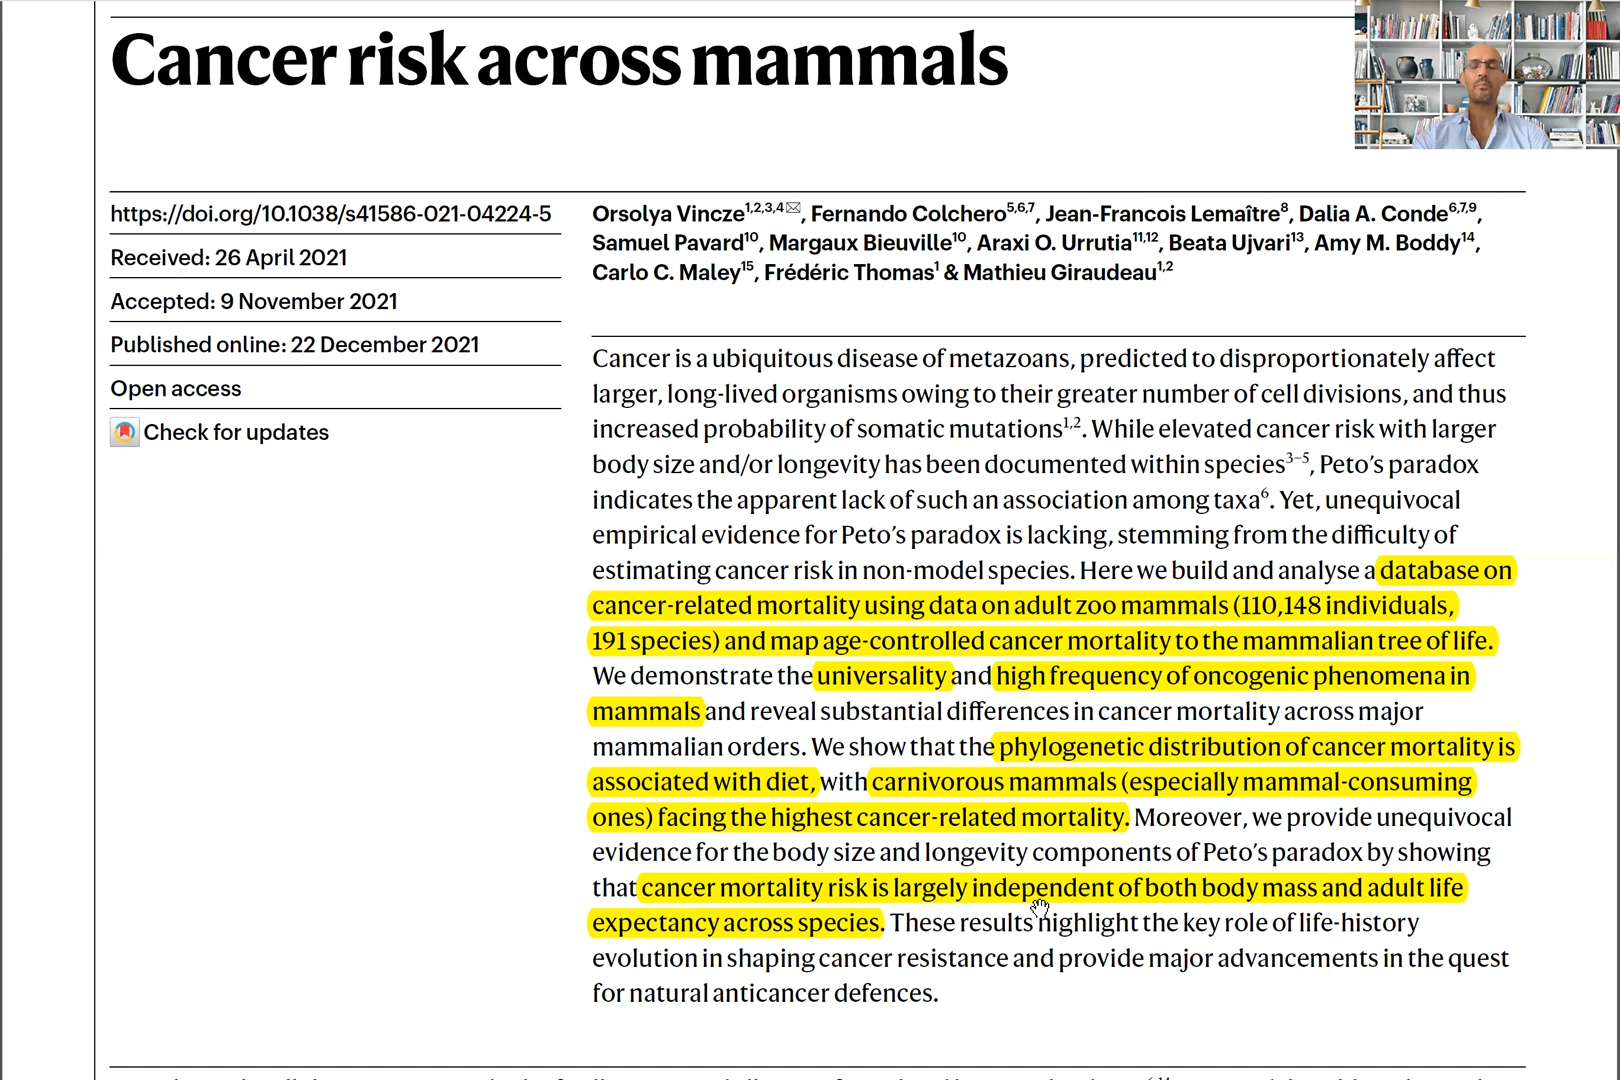 Cancer risk across mammals
https://doi.org/10.1038/s41586-021-04224-5
Received: 26 April 2021
Accepted: 9 November 2021
Published online: 22 December 2021
Open access
Check for updates
Orsolya Vincze1,2,3,4✉, Fernando Colchero5,6,7, Jean-Francois Lemaître8, Dalia A. Conde6,7,9,
Samuel Pavard10, Margaux Bieuville10, Araxi O. Urrutia11,12, Beata Ujvari13, Amy M. Boddy14,
Carlo C. Maley15, Frédéric Thomas1 & Mathieu Giraudeau1,2
Cancer is a ubiquitous disease of metazoans, predicted to disproportionately affect
larger, long-lived organisms owing to their greater number of cell divisions, and thus
increased probability of somatic mutations1,2. While elevated cancer risk with larger
body size and/or longevity has been documented within species3–5, Peto’s paradox
indicates the apparent lack of such an association among taxa6. Yet, unequivocal
empirical evidence for Peto’s paradox is lacking, stemming from the difficulty of
estimating cancer risk in non-model species. Here we build and analyse a database on
cancer-related mortality using data on adult zoo mammals (110,148 individuals,
191 species) and map age-controlled cancer mortality to the mammalian tree of life.
We demonstrate the universality and high frequency of oncogenic phenomena in
mammals and reveal substantial differences in cancer mortality across major
mammalian orders. We show that the phylogenetic distribution of cancer mortality is
associated with diet, with carnivorous mammals (especially mammal-consuming
ones) facing the highest cancer-related mortality. Moreover, we provide unequivocal
evidence for the body size and longevity components of Peto’s paradox by showing
that cancer mortality risk is largely independent of both body mass and adult life
expectancy across species. These results highlight the key role of life-history
evolution in shaping cancer resistance and provide major advancements in the quest
for natural anticancer defences.